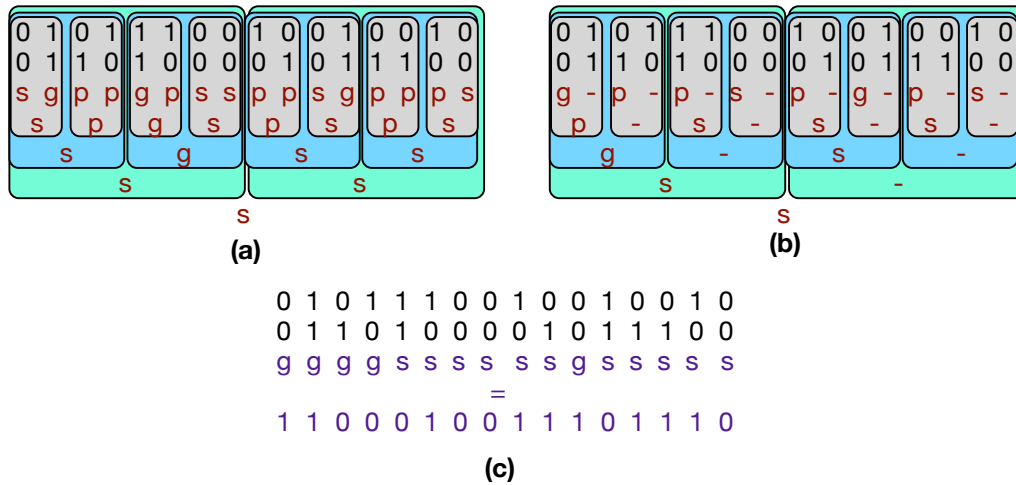 0 1 0 1 1 1 0 0 1 0 0 1 0 0 1 0
0 1 1 0 1 0 0 0 0 1 0 1 1 1 0 0
s g p p g p s s p p s g p p p s
s p g s p s p s
s g s s
s s
s
(a)
0 1 0 1 1 1 0 0 1 0 0 1 0 0 1 0
0 1 1 0 1 0 0 0 0 1 0 1 1 1 0 0
g - p - p - s - p - g - p - s -
p - s - s - s -
g - s -
s -
s
(b)
0 1 0 1 1 1 0 0 1 0 0 1 0 0 1 0
0 1 1 0 1 0 0 0 0 1 0 1 1 1 0 0
g g g g s s s s s s g s s s s s
=
1 1 0 0 0 1 0 0 1 1 1 0 1 1 1 0
(c)